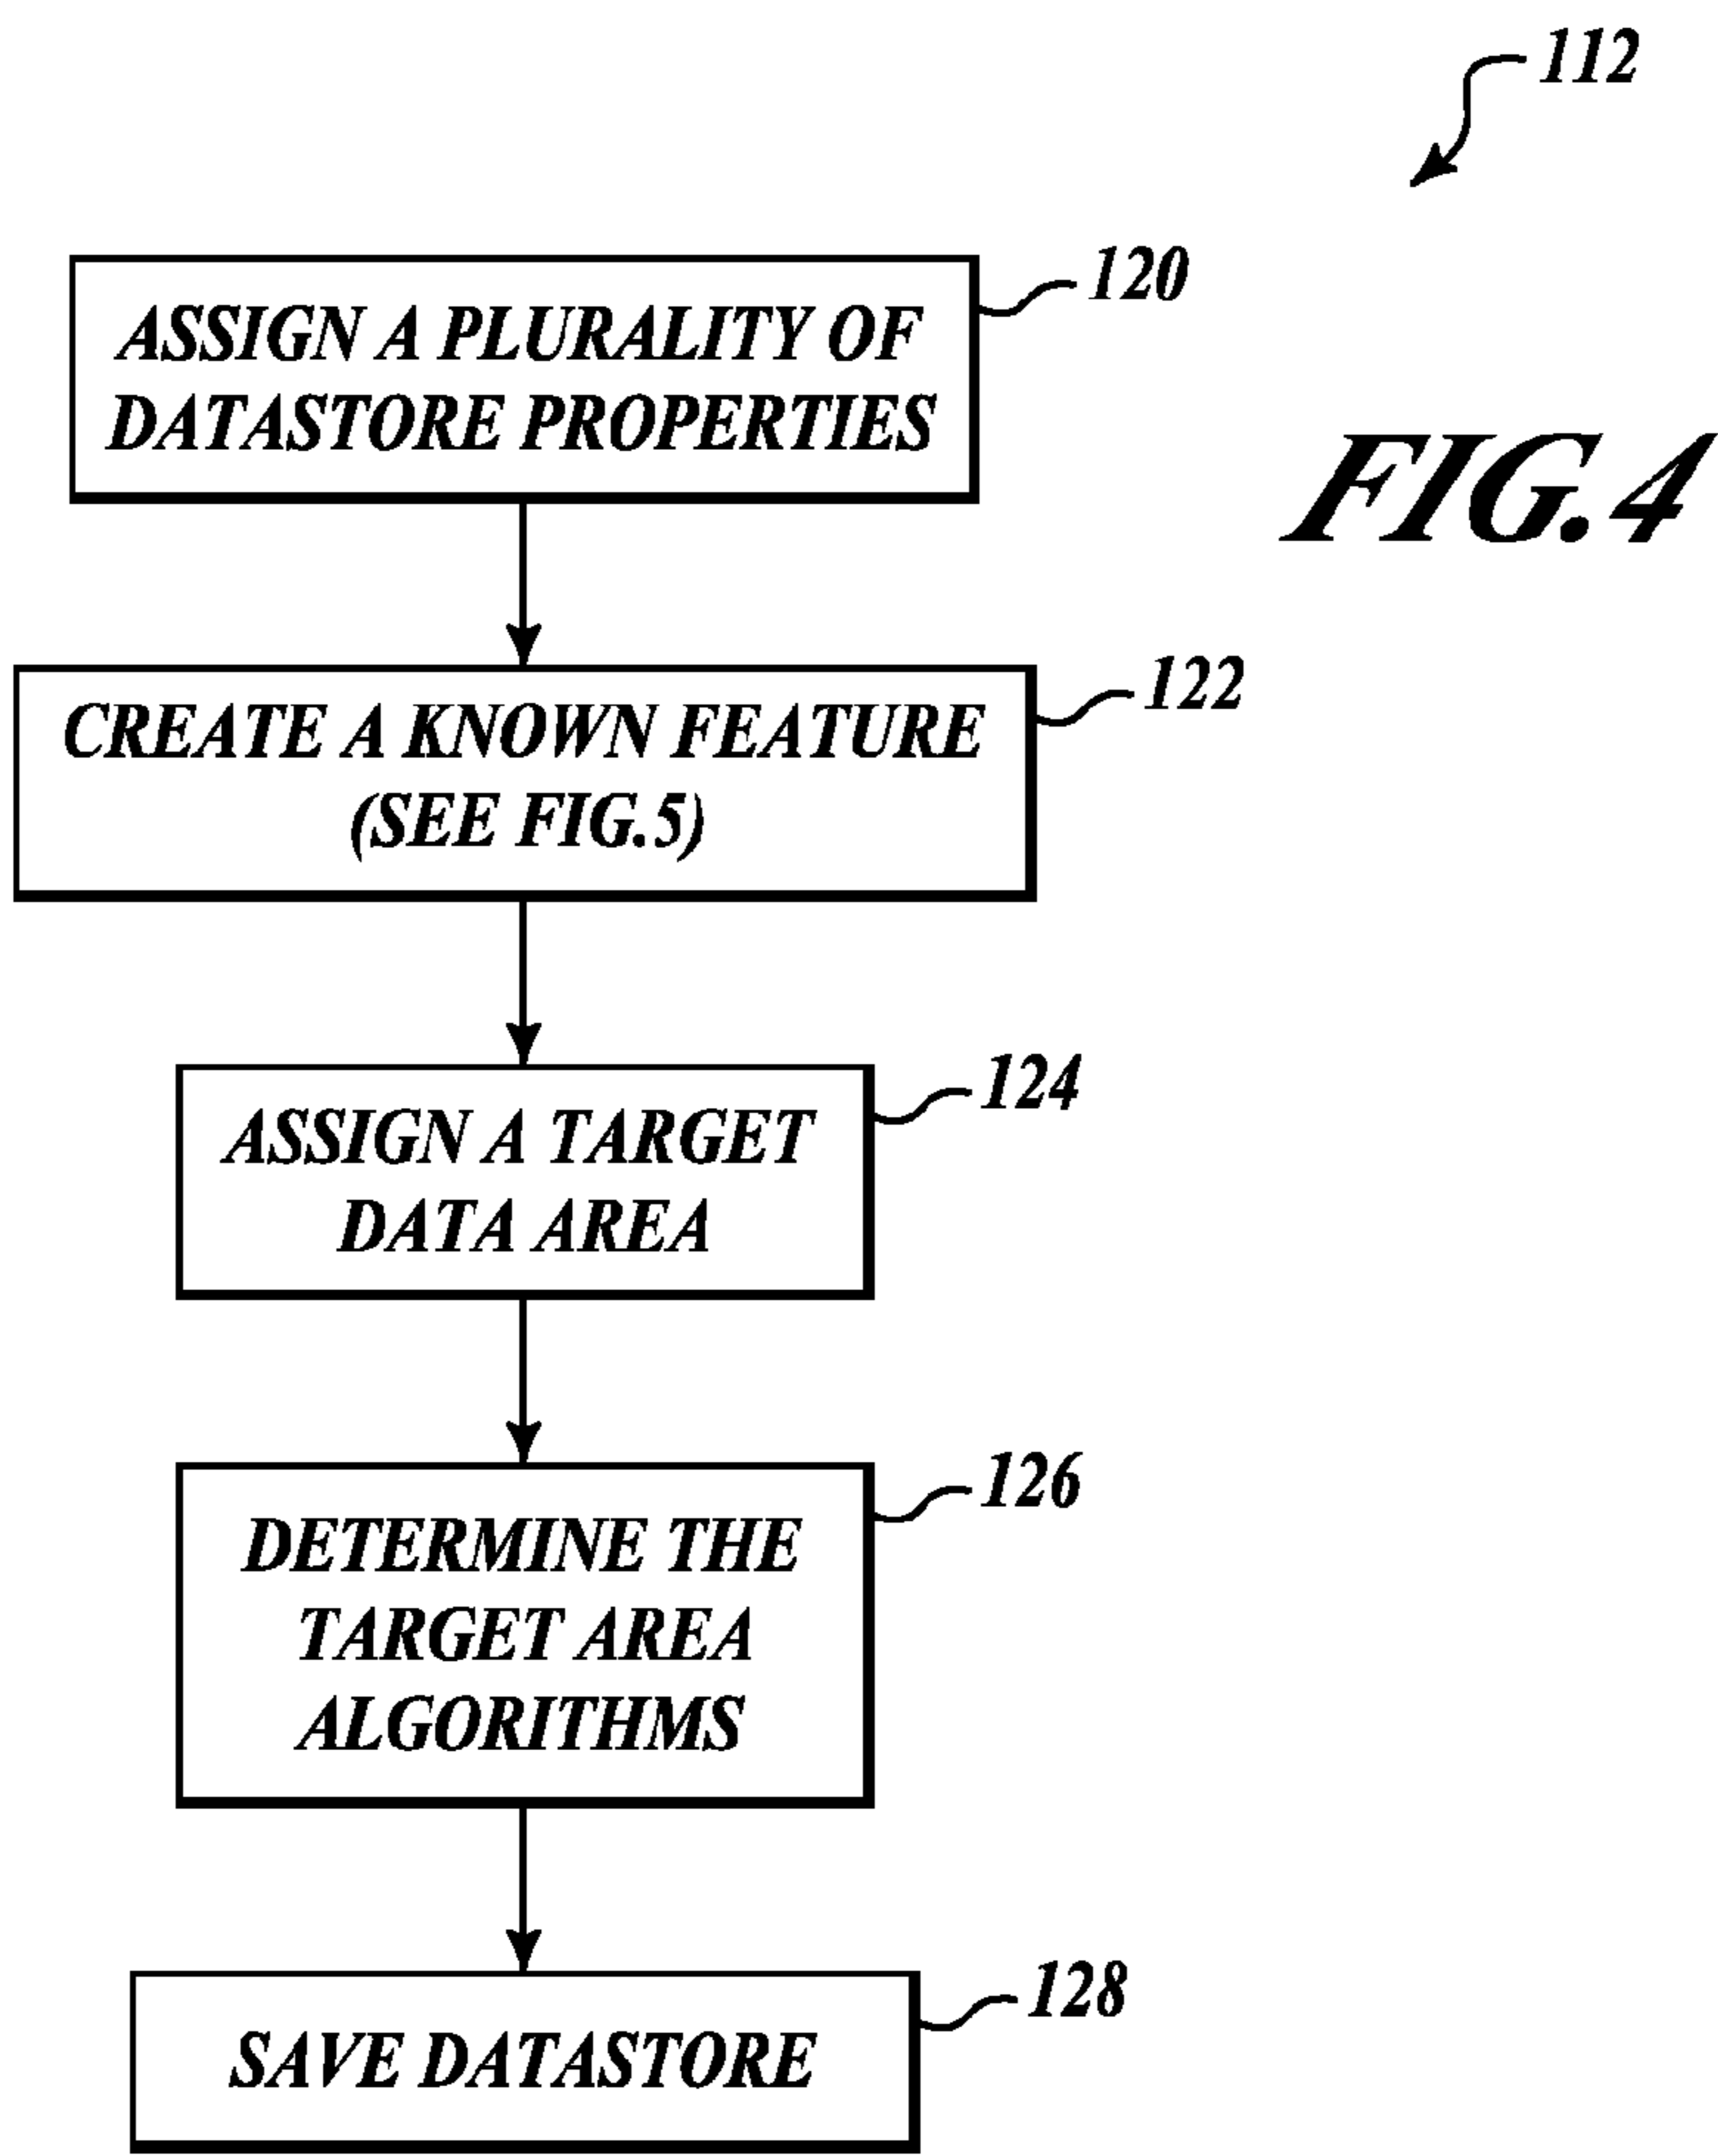 112
120
ASSIGN A PLURALITY OF
DATASTORE PROPERTIES
FIG. 4
122
CREATE A KNOWN FEATURE
(SEE FIG. 5)
124
ASSIGN A TARGET
DATA AREA
126
DETERMINE THE
TARGET AREA
ALGORITHMS
128
SAVE DATASTORE